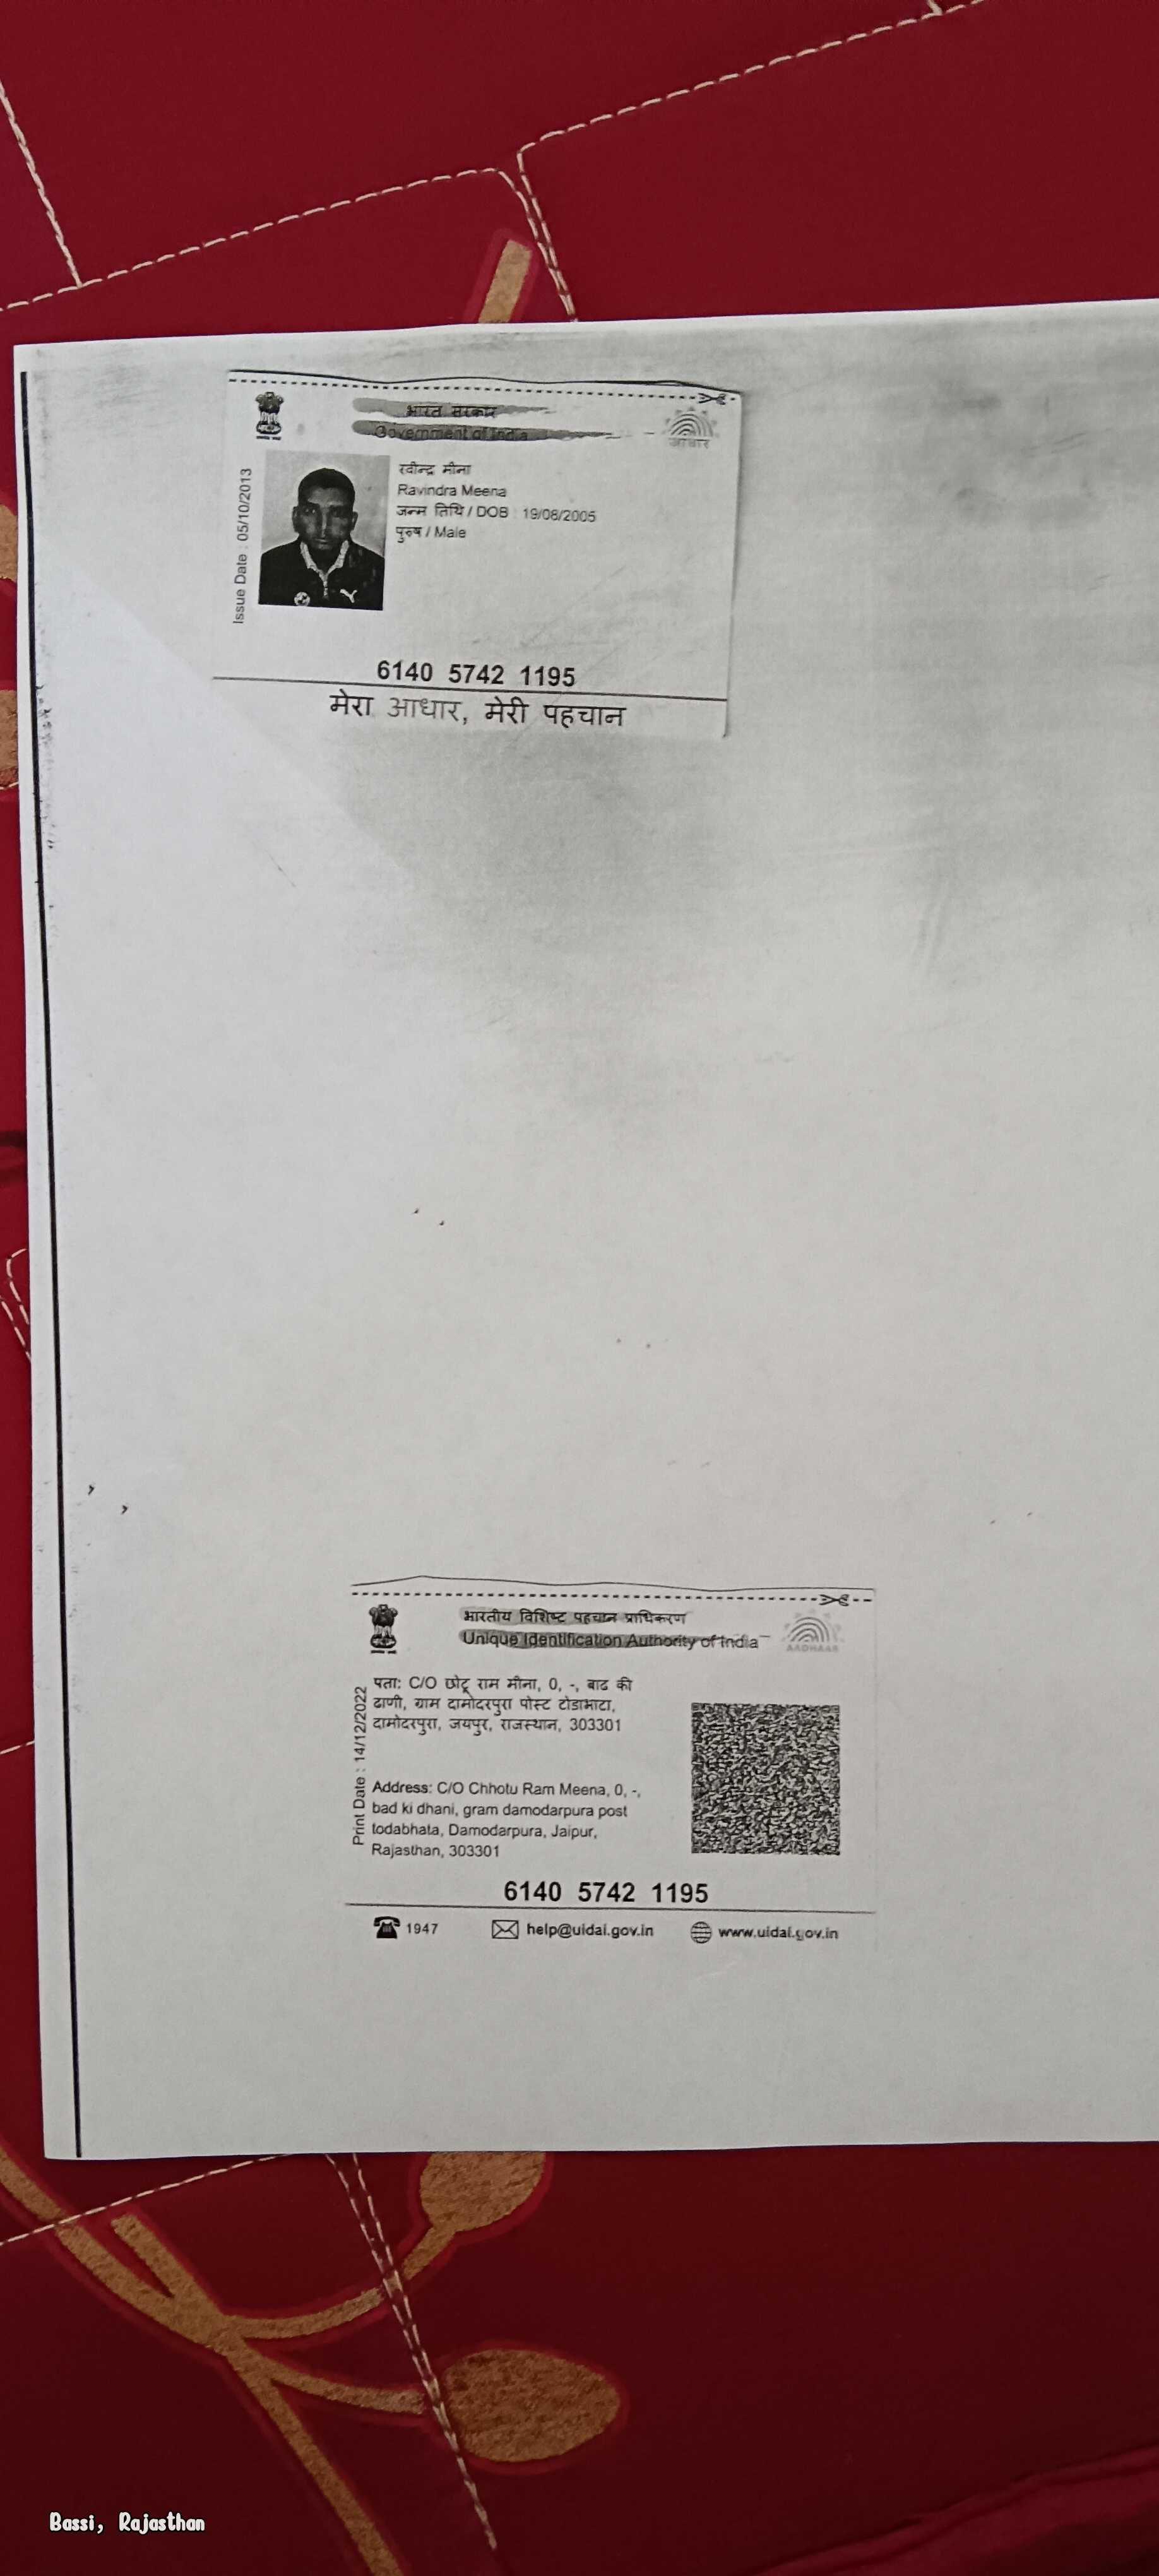 भारत सरकार
Government of India
आधार
Issue Date : 05/10/2013
रवीन्द्र मीना
Ravindra Meena
जन्म तिथि / DOB : 19/08/2005
पुरुष / Male
6140 5742 1195
मेरा आधार, मेरी पहचान
भारतीय विशिष्ट पहचान प्राधिकरण
Unique Identification Authority of India
AADHAAR
Print Date : 14/12/2022
पता: C/O छोटू राम मीना, 0, -, बाढ की
ढाणी, ग्राम दामोदरपुरा पोस्ट टोडाभाटा,
दामोदरपुरा, जयपुर, राजस्थान, 303301
Address: C/O Chhotu Ram Meena, 0, -,
bad ki dhani, gram damodarpura post
todabhata, Damodarpura, Jaipur,
Rajasthan, 303301
6140 5742 1195
1947
help@uidai.gov.in
www.uidai.gov.in
Bassi, Rajasthan